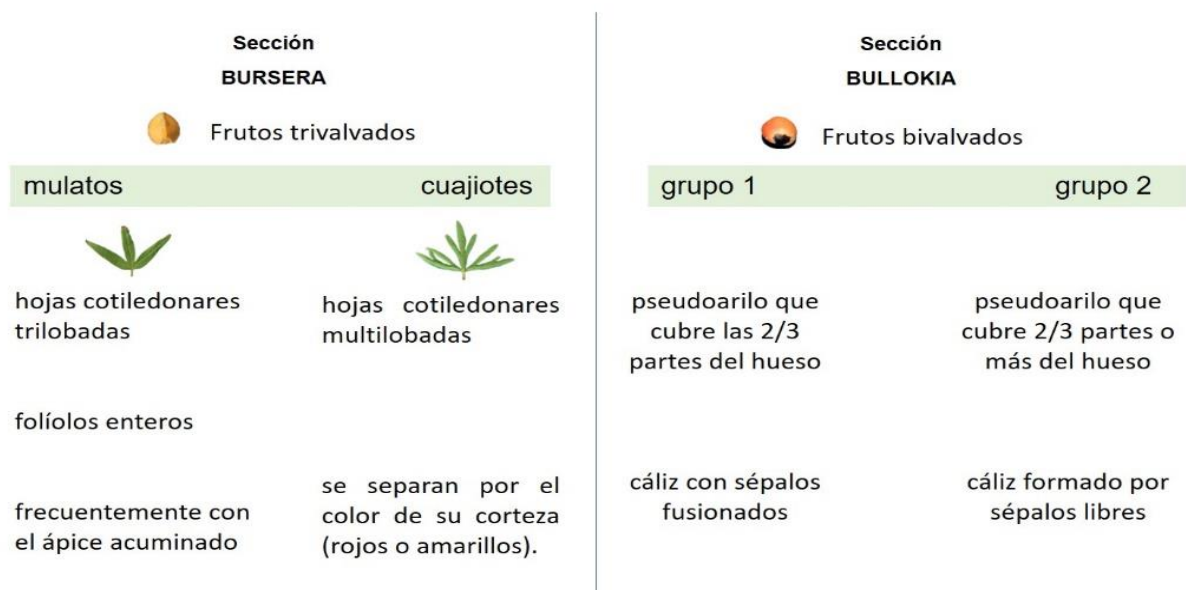 Sección
BURSERA
Frutos trivalvados
mulatos
cuajiotes
hojas cotiledonares
trilobadas
hojas cotiledonares
multilobadas
folíolos enteros
frecuentemente con
el ápice acuminado
se separan por el
color de su corteza
(rojos o amarillos).
Sección
BULLOKIA
Frutos bivalvados
grupo 1
grupo 2
pseudoarilo que
cubre las 2/3
partes del hueso
pseudoarilo que
cubre 2/3 partes o
más del hueso
cáliz con sépalos
fusionados
cáliz formado por
sépalos libres